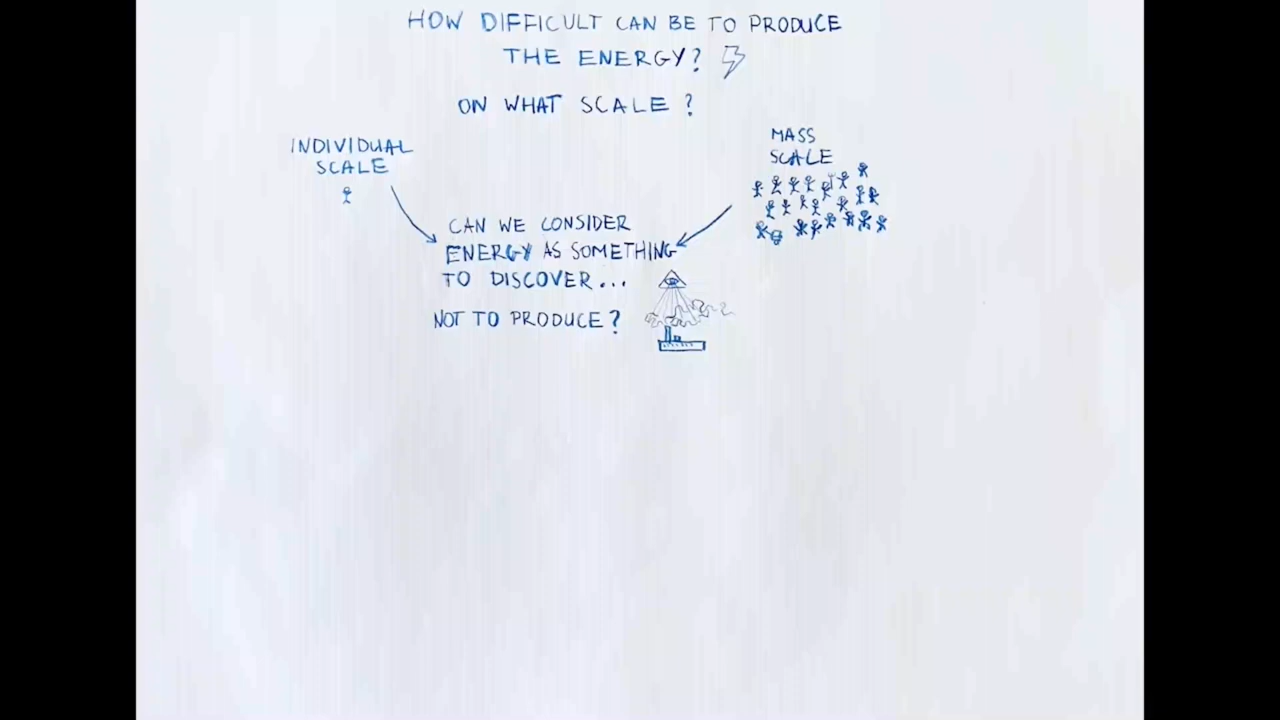 HOW DIFFICULT CAN BE TO PRODUCE
THE ENERGY?
ON WHAT SCALE?
INDIVIDUAL
SCALE
MASS
SCALE
CAN WE CONSIDER
ENERGY AS SOMETHING
TO DISCOVER...
NOT TO PRODUCE?